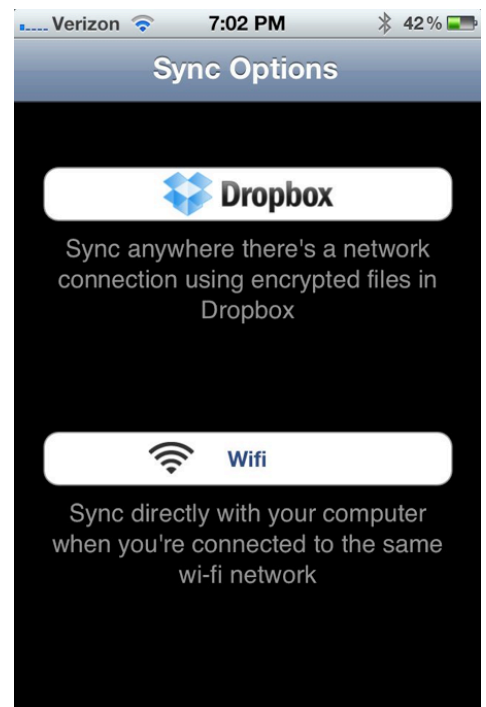 Verizon 7:02 PM 42%
Sync Options
Dropbox
Sync anywhere there's a network
connection using encrypted files in
Dropbox
Wifi
Sync directly with your computer
when you're connected to the same
wi-fi network